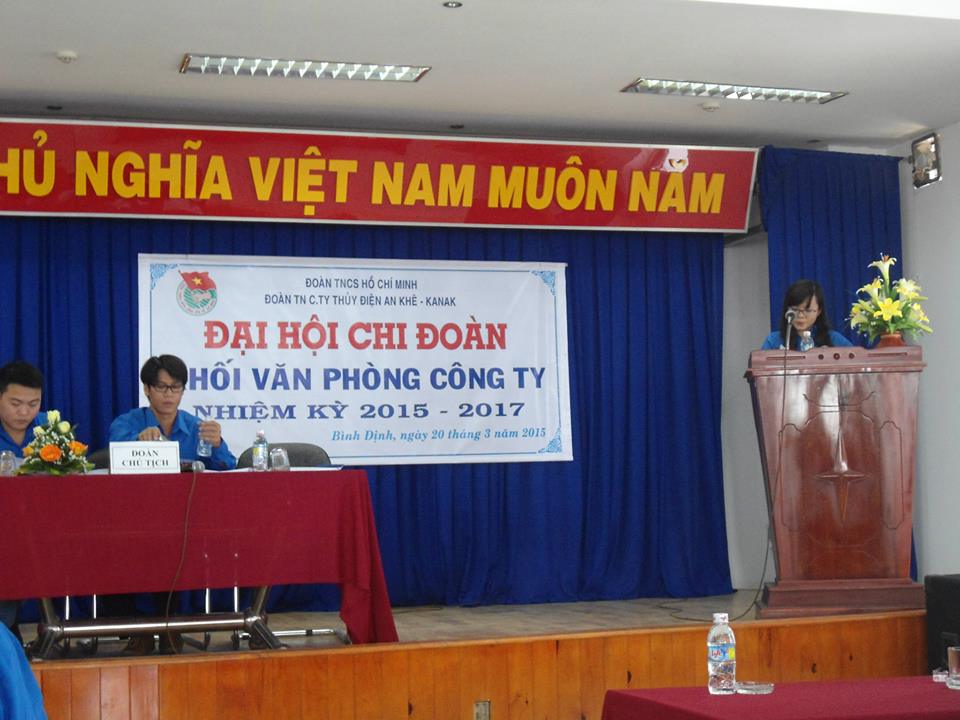 HỦ NGHĨA VIỆT NAM MUÔN NĂM
ĐOÀN TNCS HỒ CHÍ MINH
ĐOÀN TN C.TY THỦY ĐIỆN AN KHÊ - KANAK
ĐẠI HỘI CHI ĐOÀN
HỐI VĂN PHÒNG CÔNG TY
NHIỆM KỲ 2015 - 2017
Bình Định, ngày 20 tháng 3 năm 2015
ĐOÀN
CHỦ TỊCH